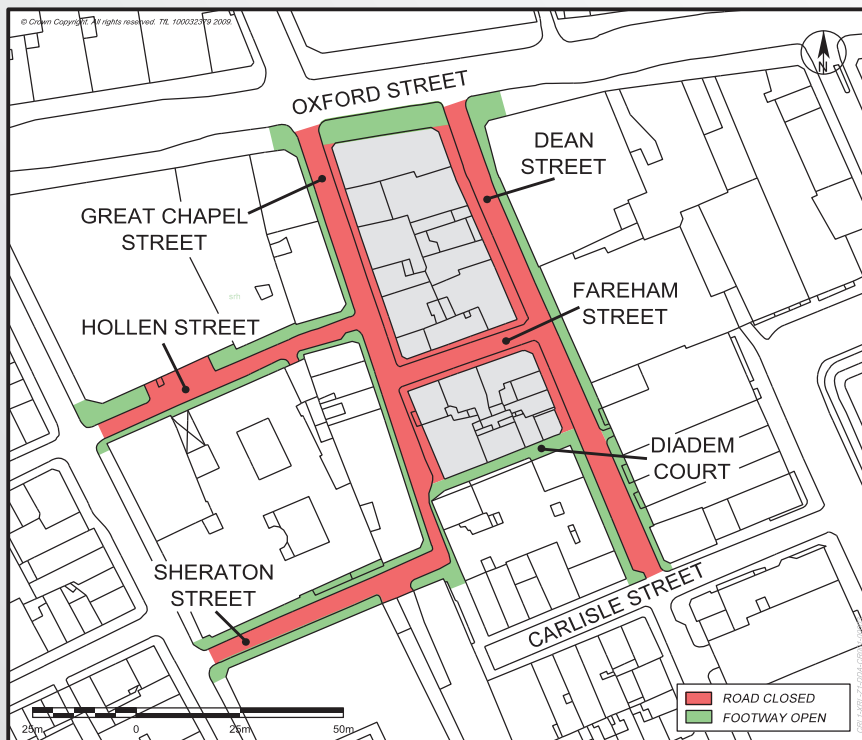 © Crown Copyright. All rights reserved. TfL 100032379 2009.
N
OXFORD STREET
DEAN
STREET
GREAT CHAPEL
STREET
FAREHAM
STREET
HOLLEN STREET
DIADEM
COURT
SHERATON
STREET
CARLISLE STREET
ROAD CLOSED
FOOTWAY OPEN
25m 0 25m 50m